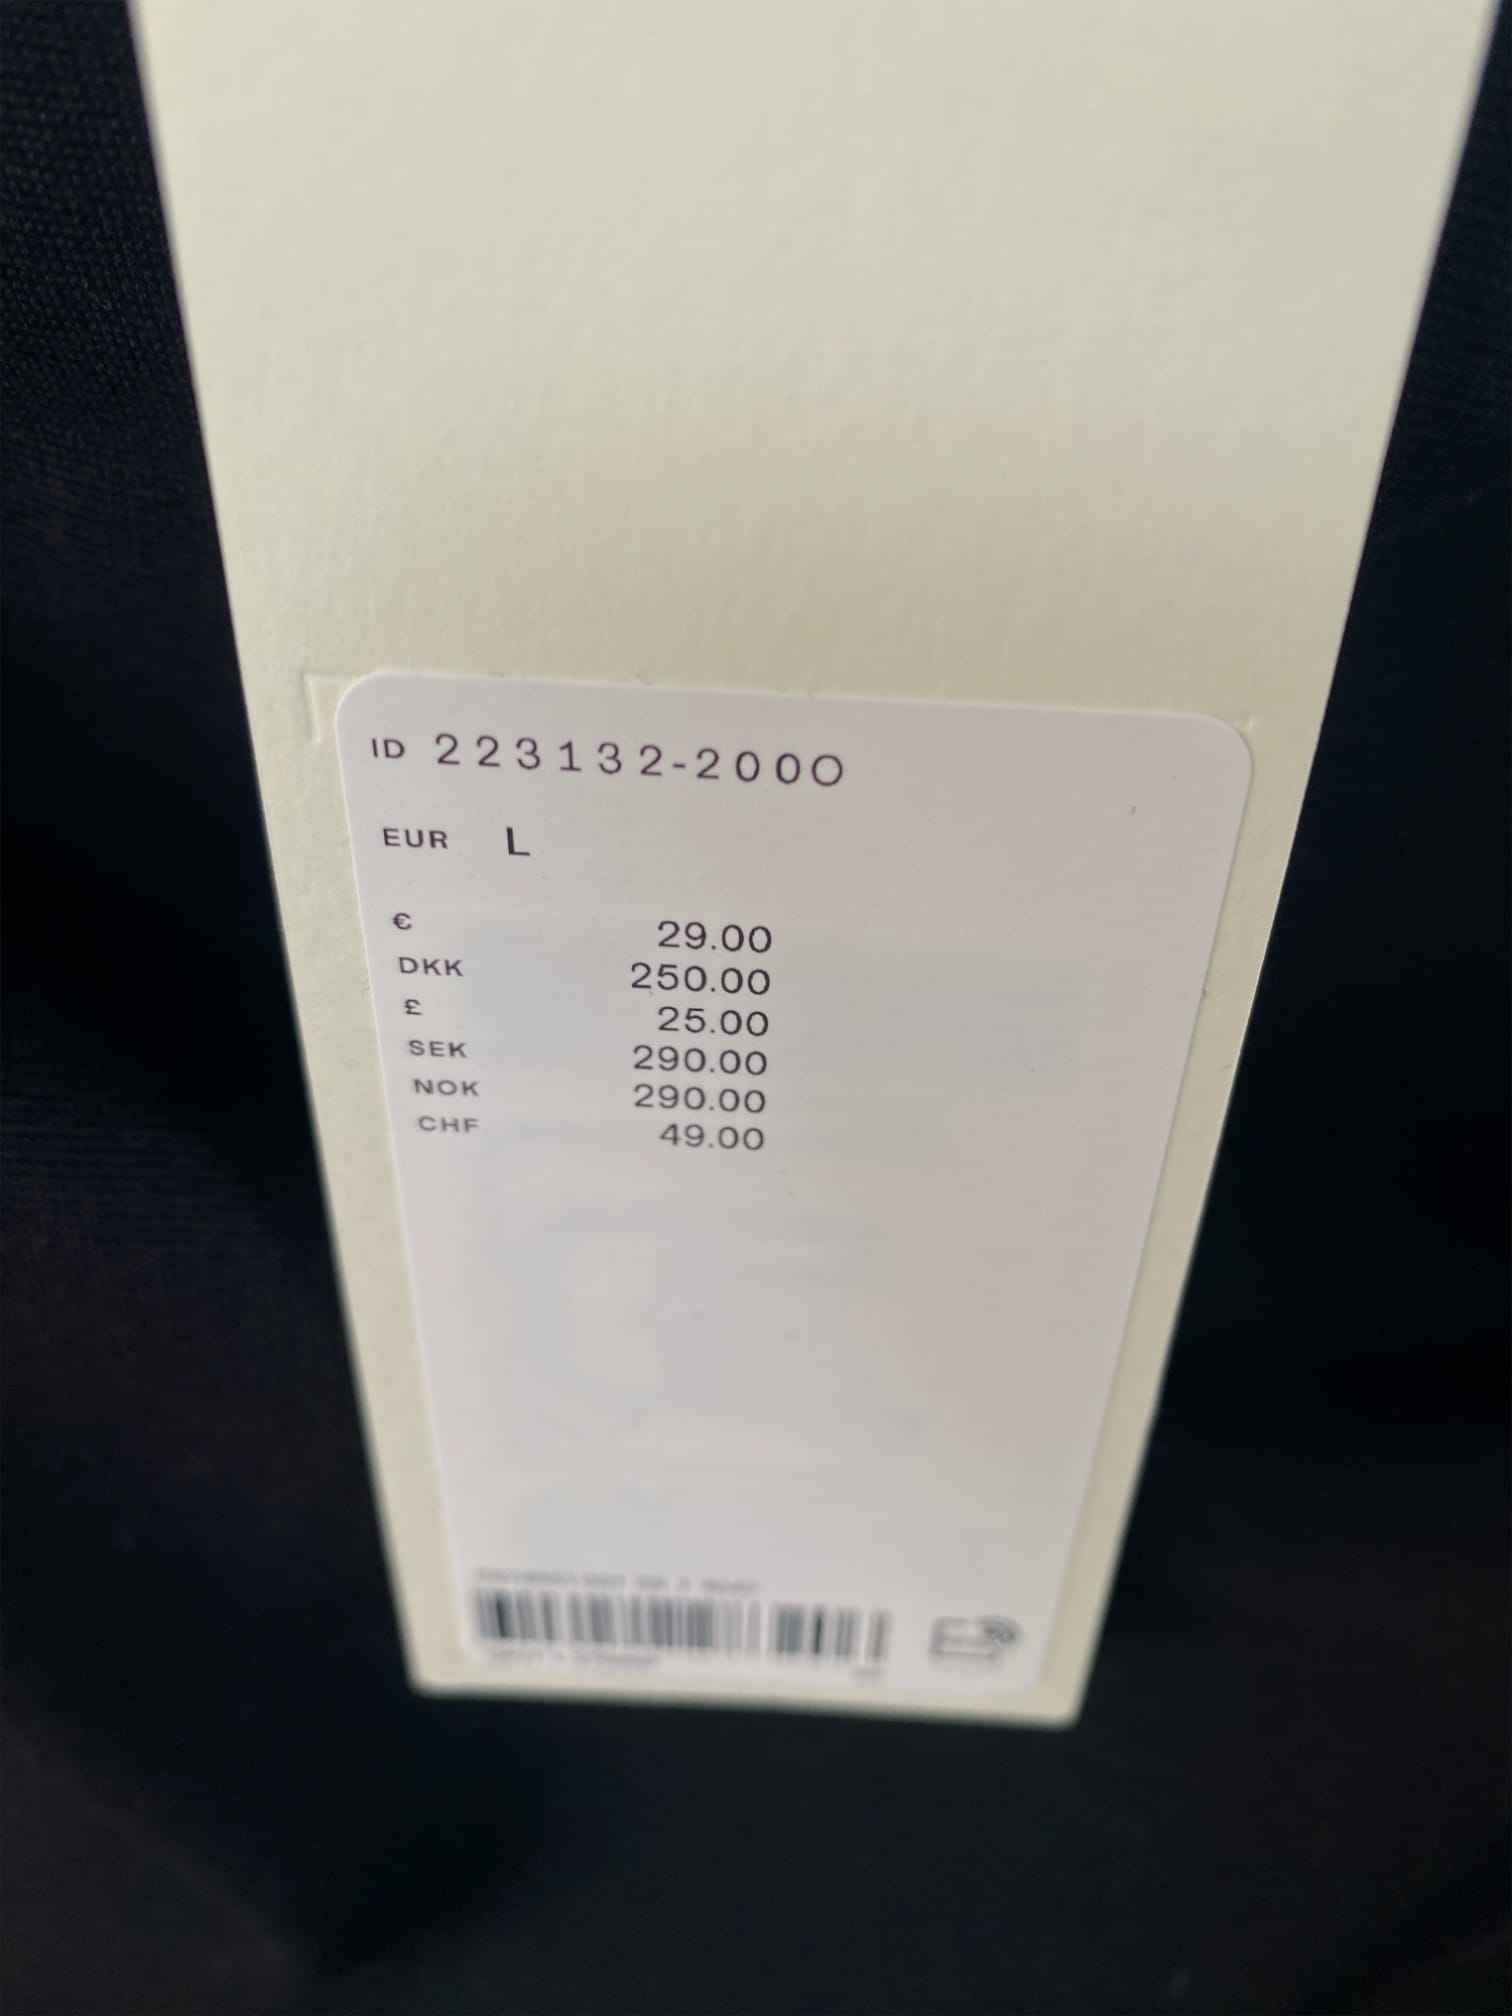 ID 223132-2000
EUR L
€ 29.00
DKK 250.00
£ 25.00
SEK 290.00
NOK 290.00
CHF 49.00